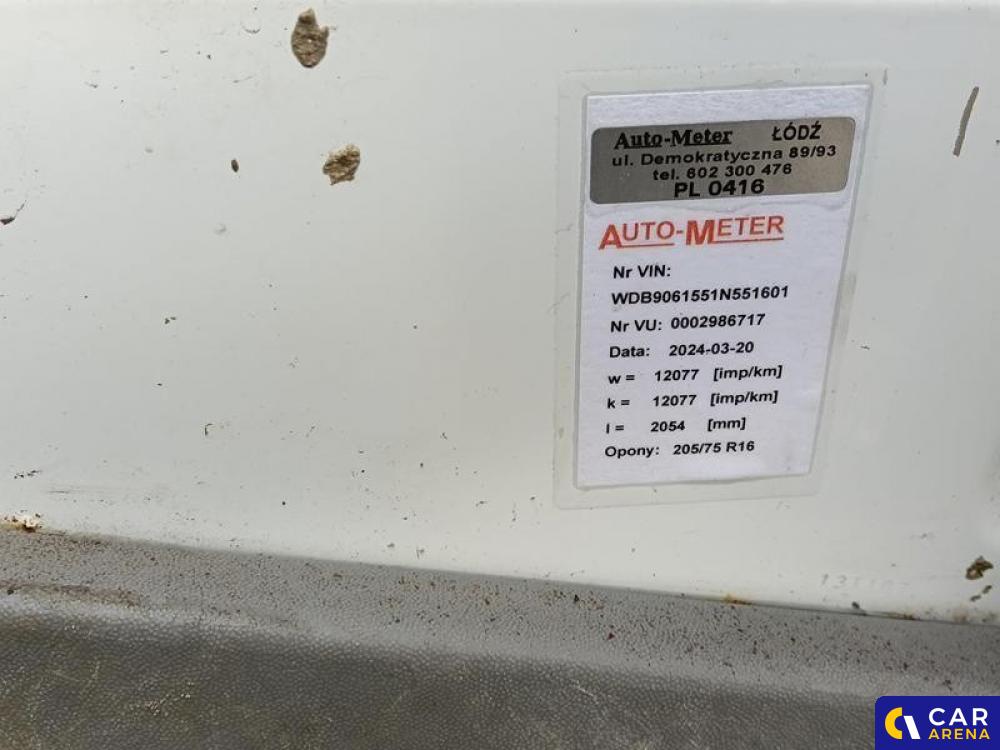 Auto-Meter ŁÓDŹ
ul. Demokratyczna 89/93
tel. 602 300 476
PL 0416
AUTO-METER
Nr VIN:
WDB9061551N551601
Nr VU: 0002986717
Data: 2024-03-20
w = 12077 [imp/km]
k = 12077 [imp/km]
l = 2054 [mm]
Opony: 205/75 R16
CAR
ARENA